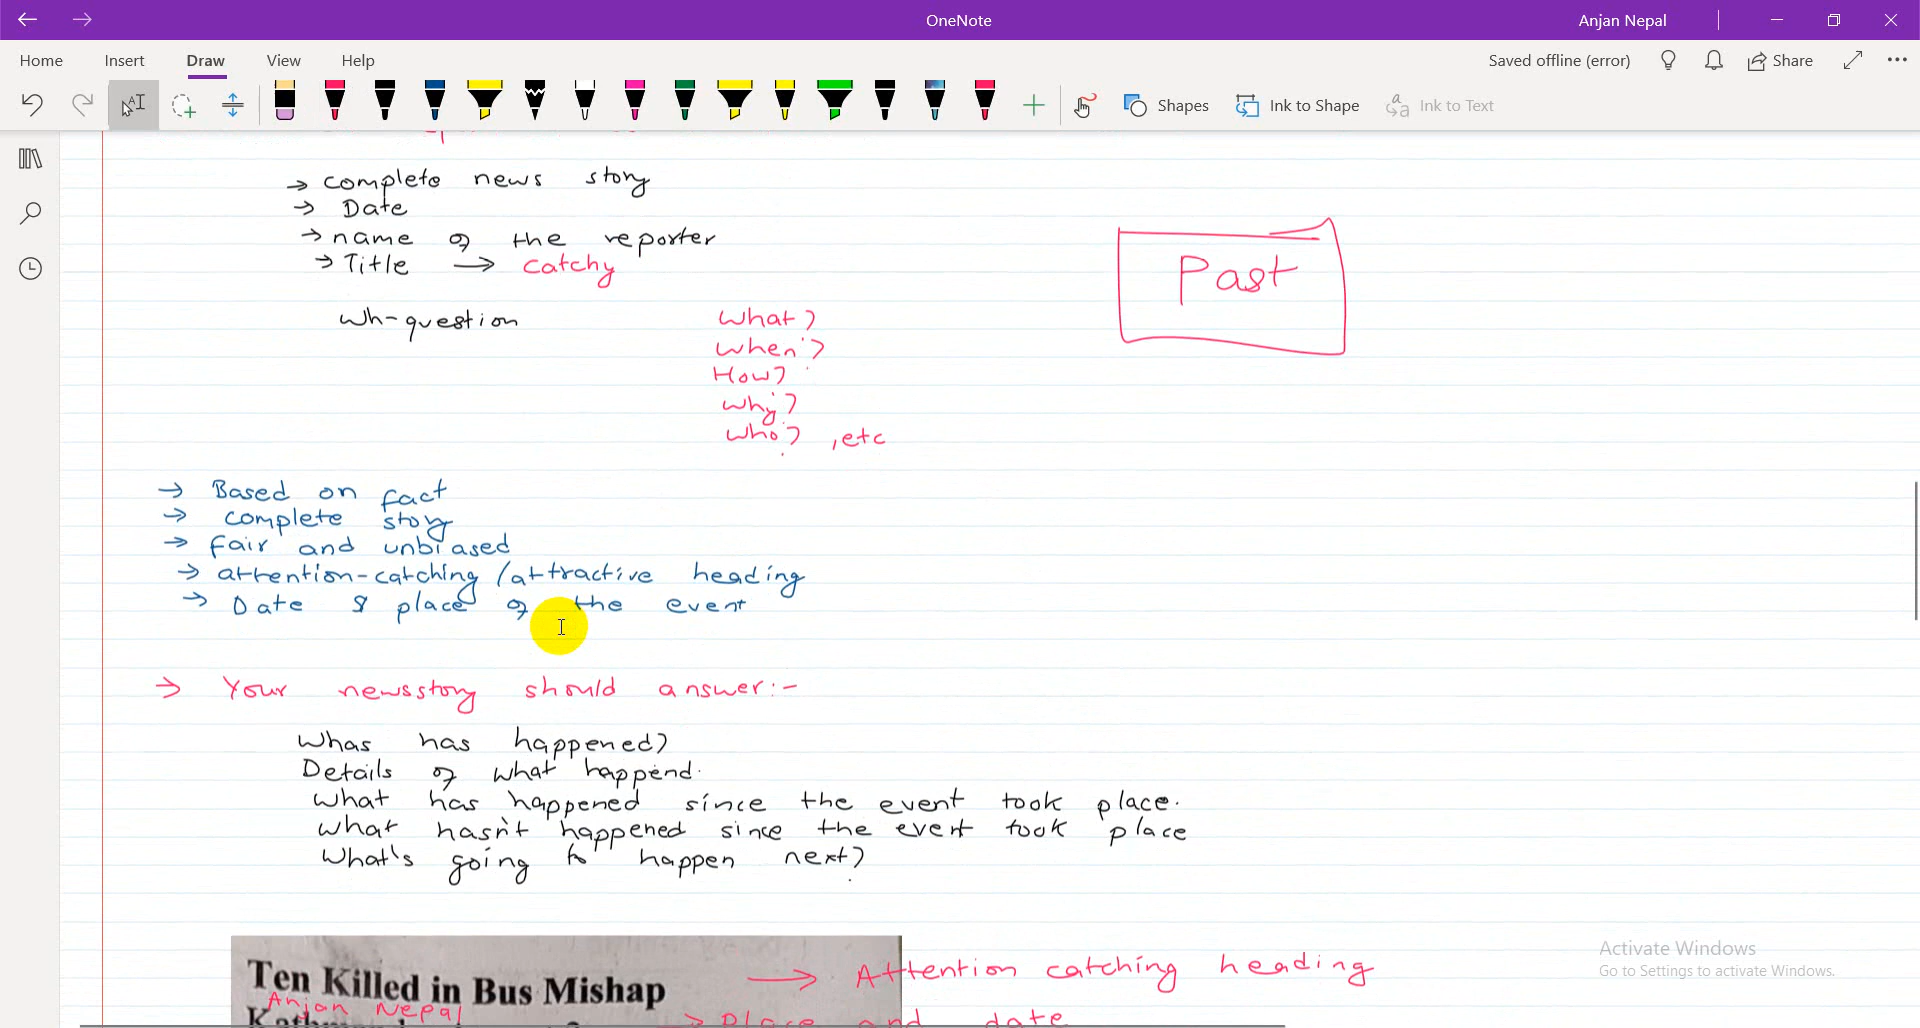 OneNote
Anjan Nepal
Home Insert Draw View Help
Saved offline (error)
Share
Shapes
Ink to Shape
Ink to Text
→ complete news story
→ Date
→ name of the reporter
→ Title → catchy
Past
Wh-question
What?
When?
How?
Why?
Who? , etc
→ Based on fact
→ complete story
→ fair and unbiased
→ attention-catching /attractive heading
→ Date & place of the event
→ Your newsstory should answer:-
Whas has happened?
Details of what happend.
What has happened since the event took place.
What hasn't happened since the event took place
What's going to happen next?
Ten Killed in Bus Mishap → Attention catching heading
Anjan Nepal
→ Place and date
Activate Windows
Go to Settings to activate Windows.